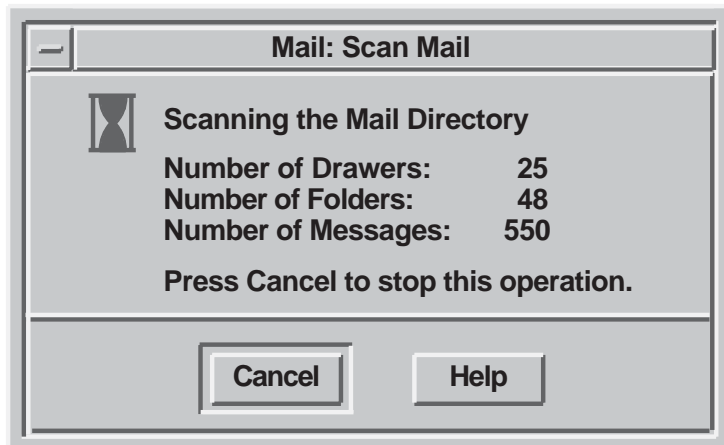 Mail: Scan Mail
Scanning the Mail Directory
Number of Drawers: 25
Number of Folders: 48
Number of Messages: 550
Press Cancel to stop this operation.
Cancel Help